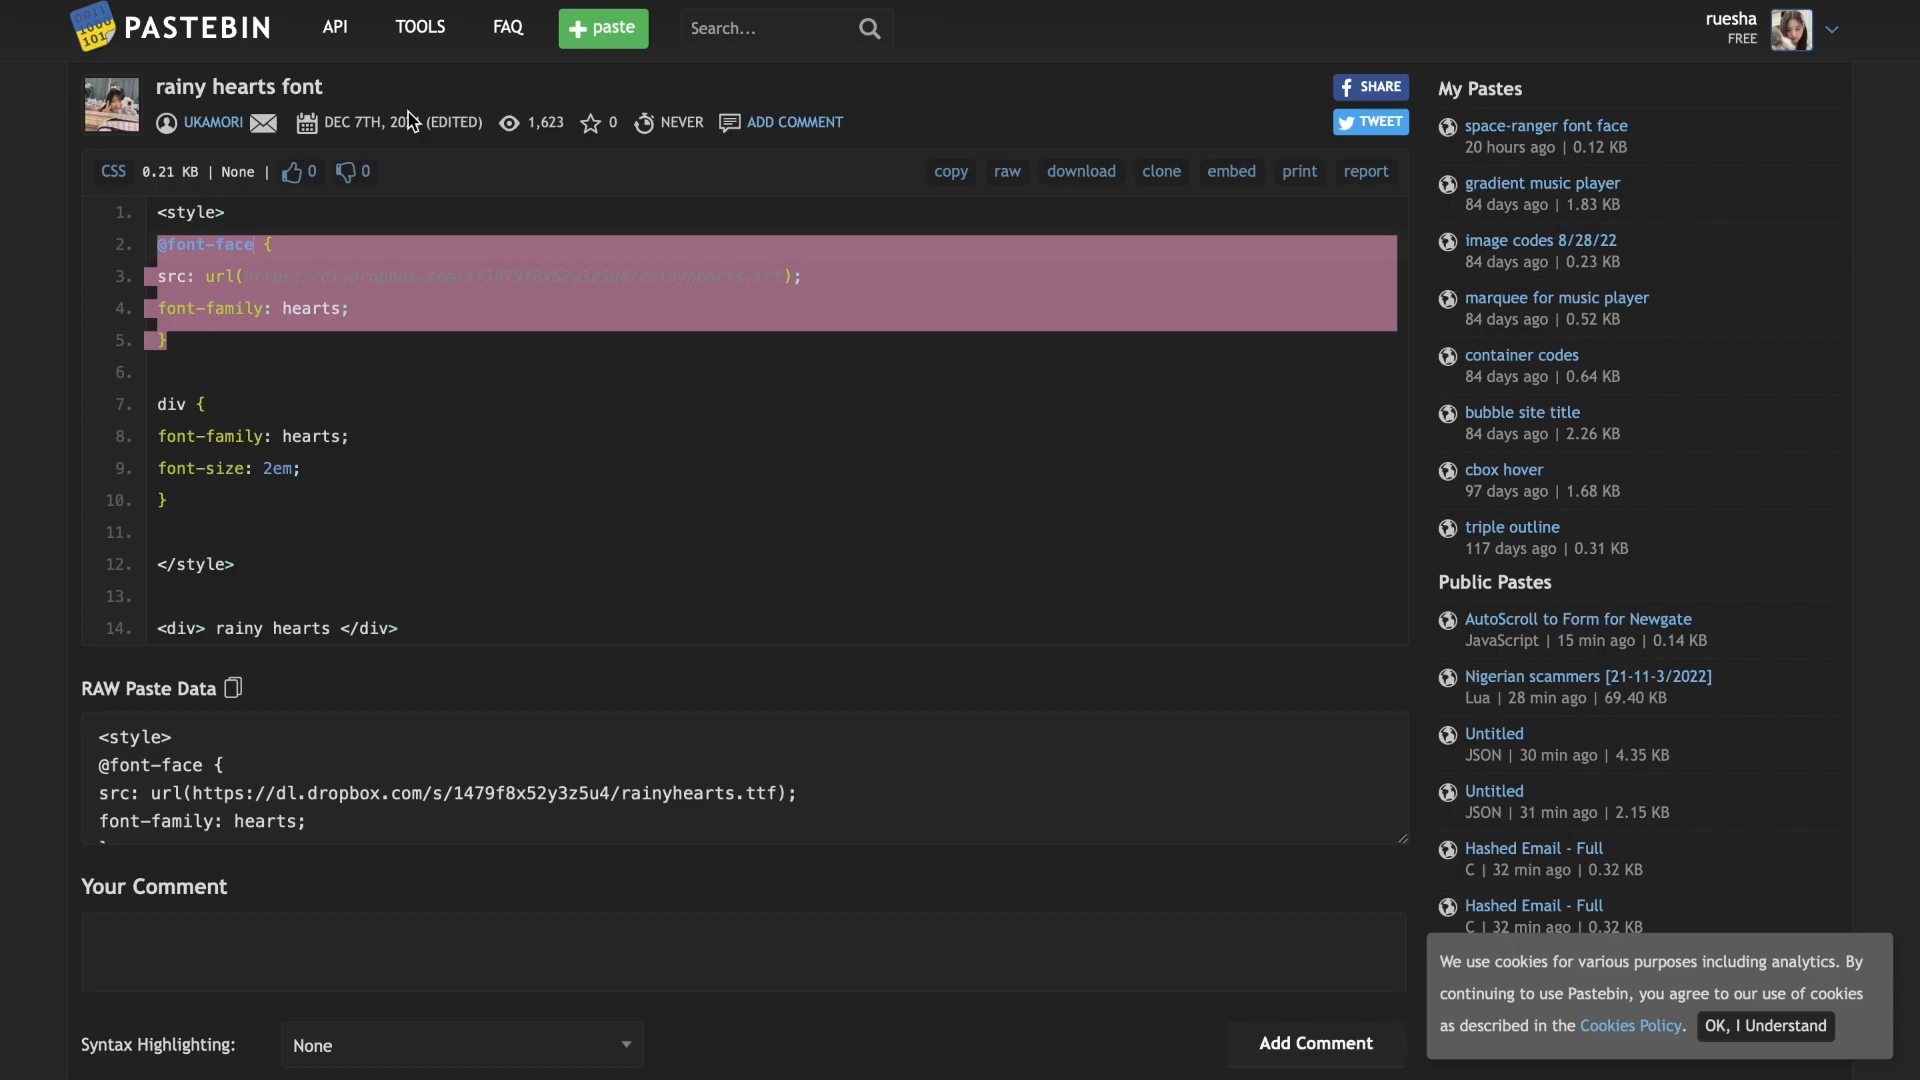 PASTEBIN API TOOLS FAQ paste Search... ruesha
FREE
rainy hearts font
UKAMORI DEC 7TH, (EDITED) 1,623 0 NEVER ADD COMMENT
SHARE
TWEET
CSS 0.21 KB | None | 0 0 copy raw download clone embed print report
1. <style>
2. @font-face {
3. src: url(https://dl.dropbox.com/s/1479f8x52y3z5u4/rainyhearts.ttf);
4. font-family: hearts;
5. }
6.
7. div {
8. font-family: hearts;
9. font-size: 2em;
10. }
11.
12. </style>
13.
14. <div> rainy hearts </div>
RAW Paste Data
<style>
@font-face {
src: url(https://dl.dropbox.com/s/1479f8x52y3z5u4/rainyhearts.ttf);
font-family: hearts;
Your Comment
Syntax Highlighting: None Add Comment
My Pastes
space-ranger font face
20 hours ago | 0.12 KB
gradient music player
84 days ago | 1.83 KB
image codes 8/28/22
84 days ago | 0.23 KB
marquee for music player
84 days ago | 0.52 KB
container codes
84 days ago | 0.64 KB
bubble site title
84 days ago | 2.26 KB
cbox hover
97 days ago | 1.68 KB
triple outline
117 days ago | 0.31 KB
Public Pastes
AutoScroll to Form for Newgate
JavaScript | 15 min ago | 0.14 KB
Nigerian scammers [21-11-3/2022]
Lua | 28 min ago | 69.40 KB
Untitled
JSON | 30 min ago | 4.35 KB
Untitled
JSON | 31 min ago | 2.15 KB
Hashed Email - Full
C | 32 min ago | 0.32 KB
Hashed Email - Full
C | 32 min ago | 0.32 KB
We use cookies for various purposes including analytics. By
continuing to use Pastebin, you agree to our use of cookies
as described in the Cookies Policy. OK, I Understand